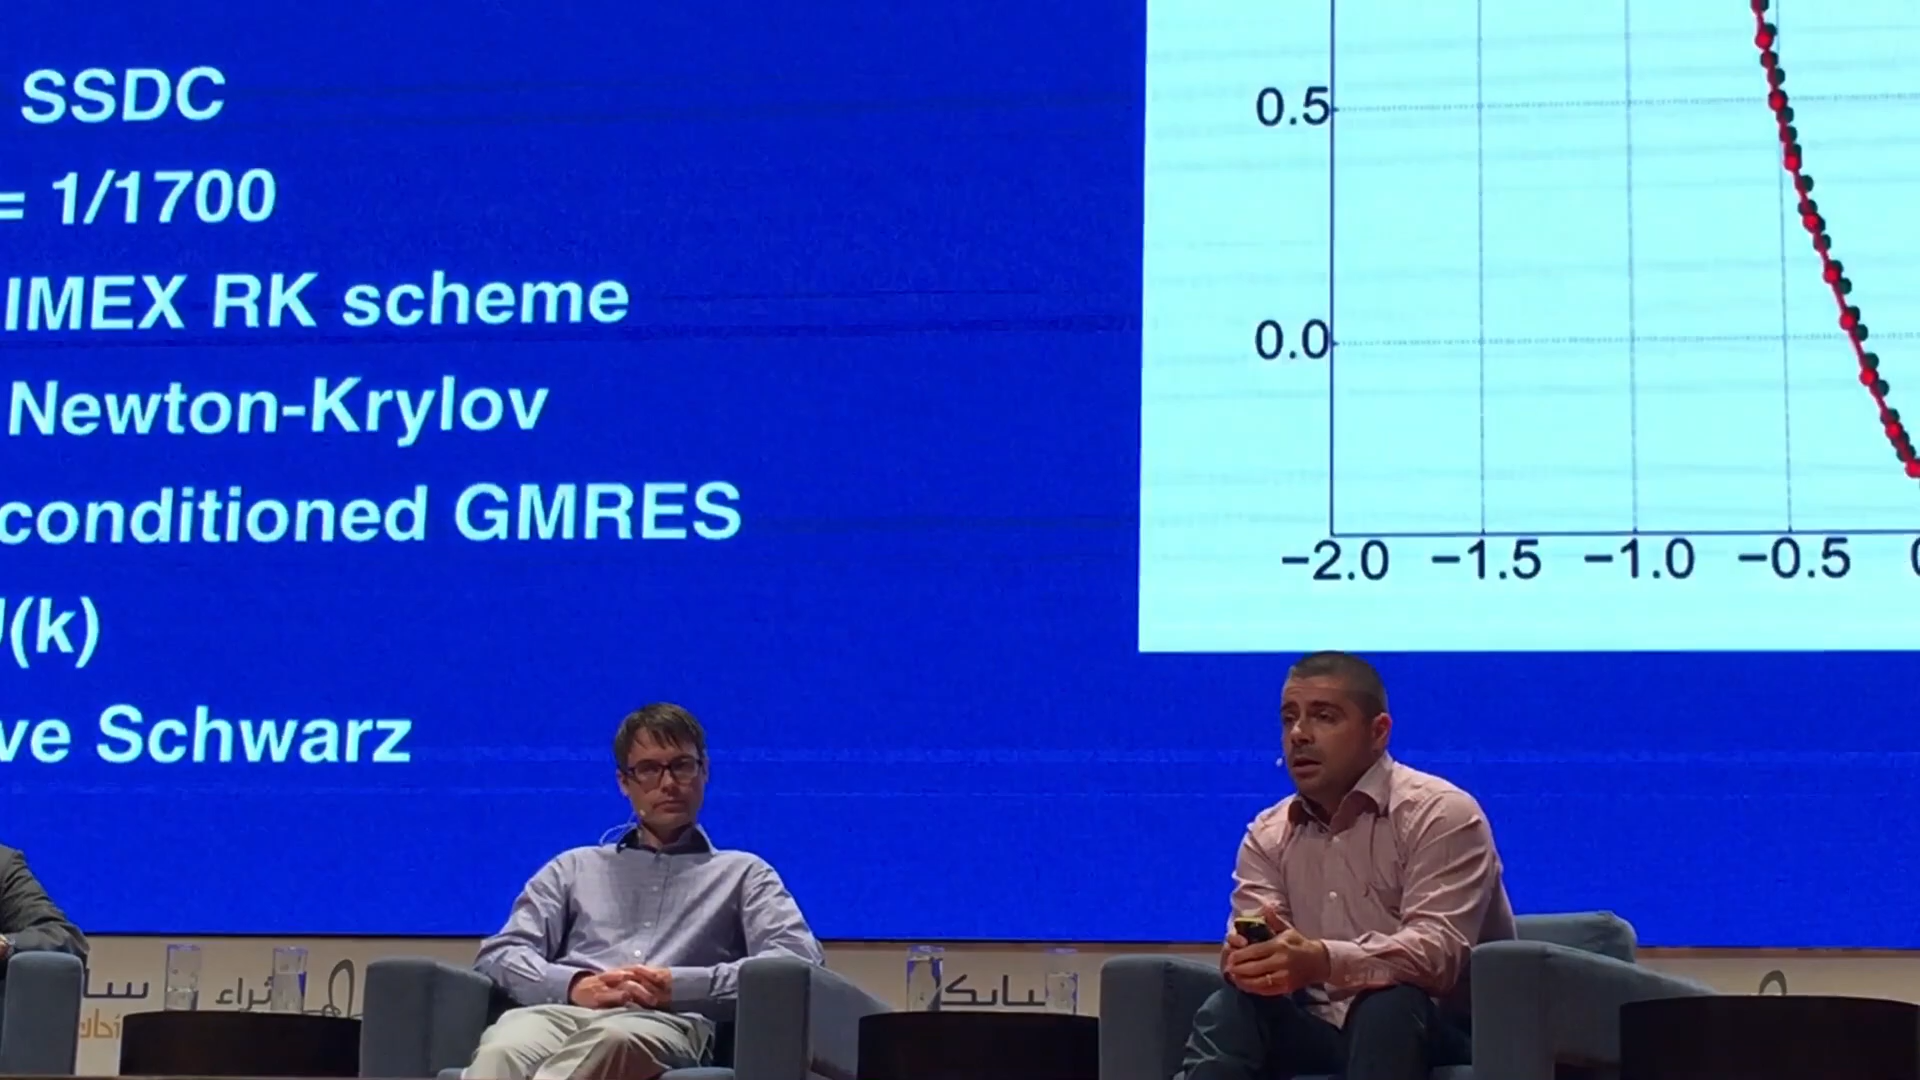 SSDC
= 1/1700
IMEX RK scheme
Newton-Krylov
conditioned GMRES
(k)
ve Schwarz
0.5
0.0
−2.0 −1.5 −1.0 −0.5
ثراء